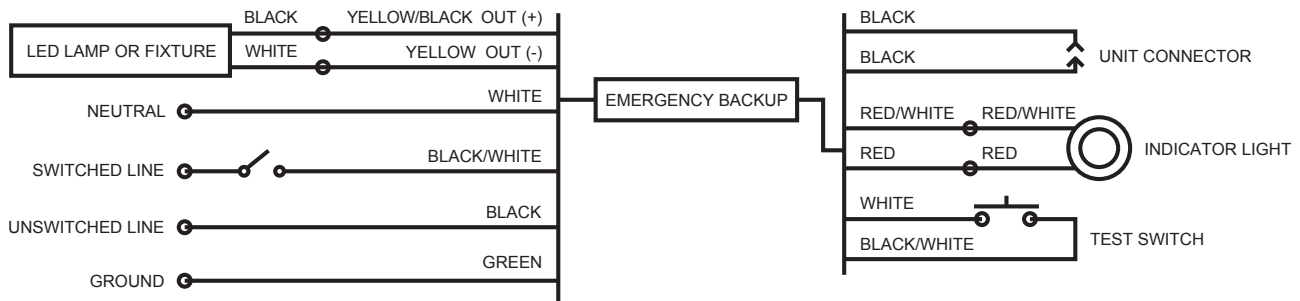 BLACK YELLOW/BLACK OUT (+)
LED LAMP OR FIXTURE
WHITE YELLOW OUT (-)
NEUTRAL WHITE
SWITCHED LINE BLACK/WHITE
UNSWITCHED LINE BLACK
GROUND GREEN
EMERGENCY BACKUP
BLACK
BLACK
UNIT CONNECTOR
RED/WHITE RED/WHITE
RED RED
INDICATOR LIGHT
WHITE
BLACK/WHITE
TEST SWITCH